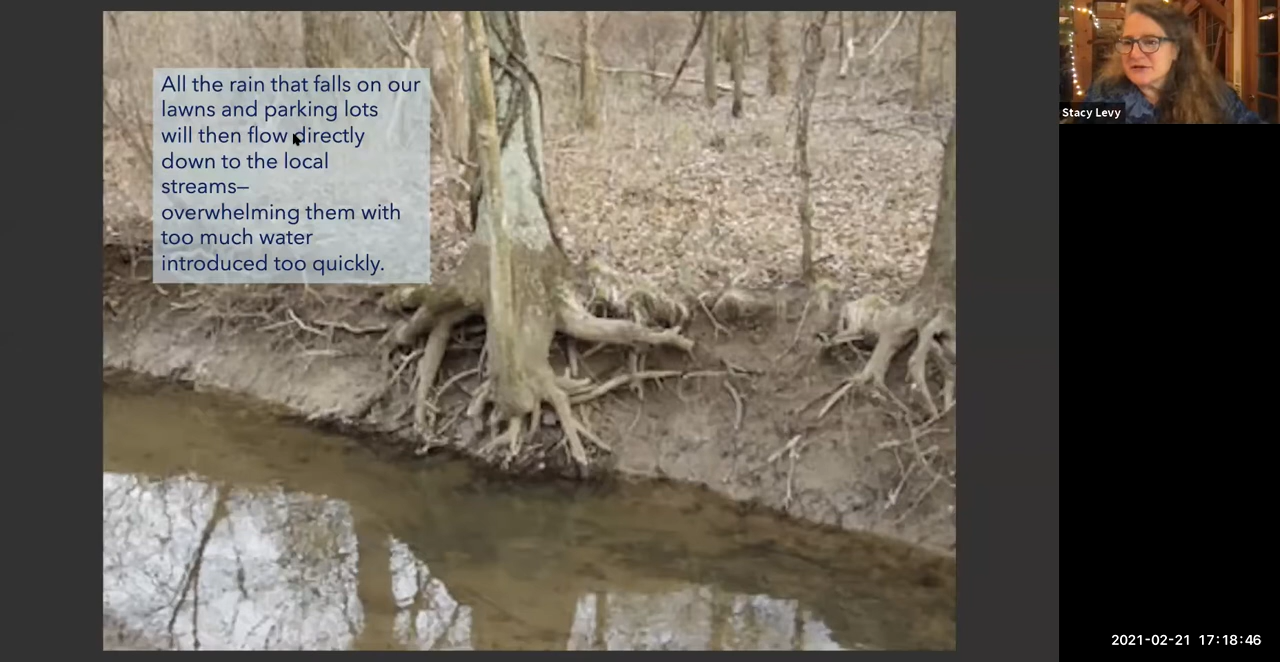 All the rain that falls on our
lawns and parking lots
will then flow directly
down to the local
streams–
overwhelming them with
too much water
introduced too quickly.
Stacy Levy
2021-02-21 17:18:46